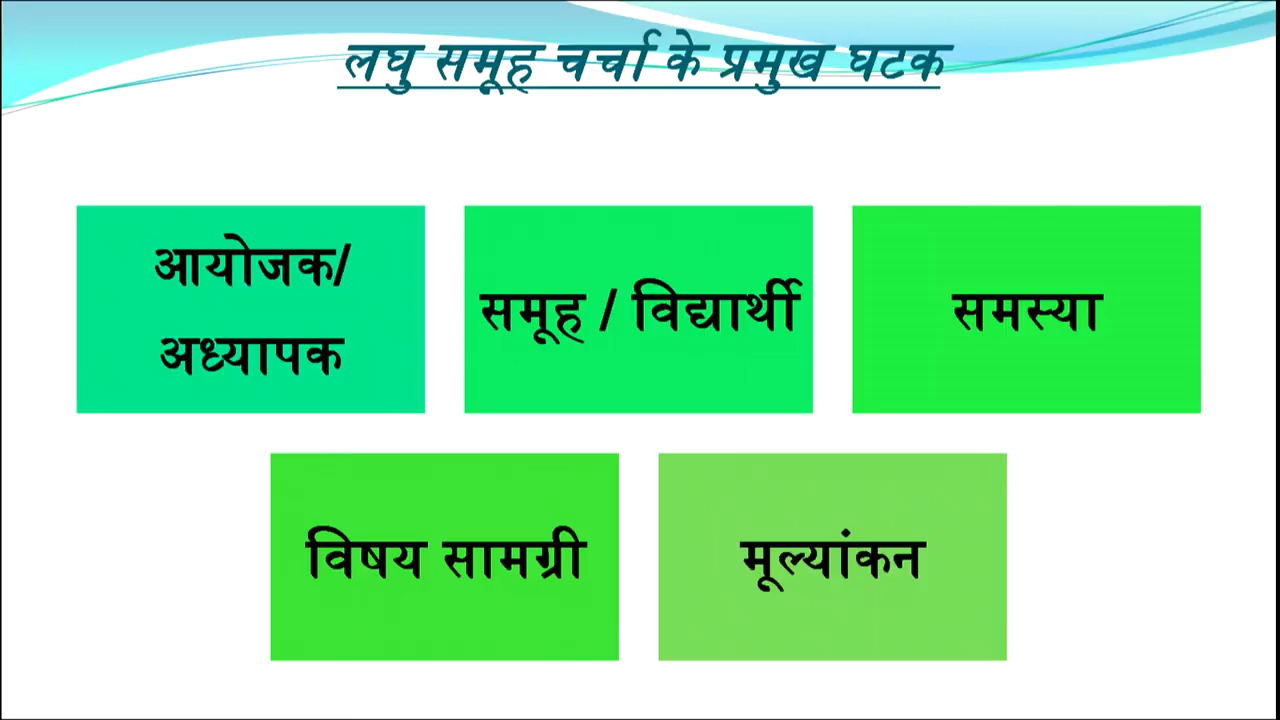 लघु समूह चर्चा के प्रमुख घटक
आयोजक/
अध्यापक
समूह / विद्यार्थी
समस्या
विषय सामग्री
मूल्यांकन